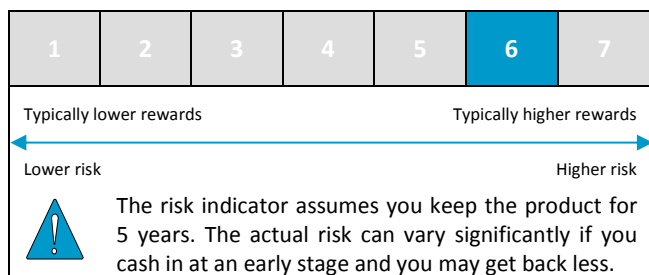 1 2 3 4 5 6 7
Typically lower rewards Typically higher rewards
Lower risk Higher risk
The risk indicator assumes you keep the product for
5 years. The actual risk can vary significantly if you
cash in at an early stage and you may get back less.